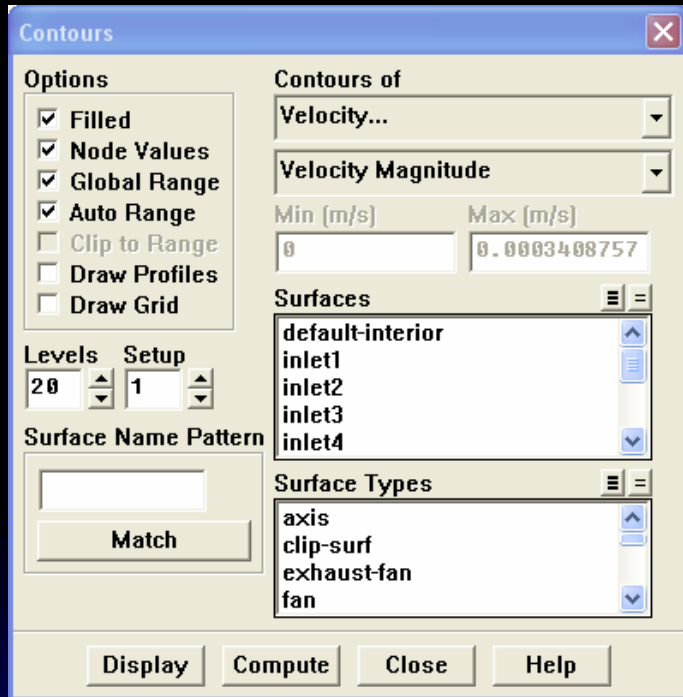 Contours
Options
Filled
Node Values
Global Range
Auto Range
Clip to Range
Draw Profiles
Draw Grid
Levels Setup
20 1
Surface Name Pattern
Match
Contours of
Velocity...
Velocity Magnitude
Min (m/s) Max (m/s)
0 0.0003408757
Surfaces
default-interior
inlet1
inlet2
inlet3
inlet4
Surface Types
axis
clip-surf
exhaust-fan
fan
Display Compute Close Help